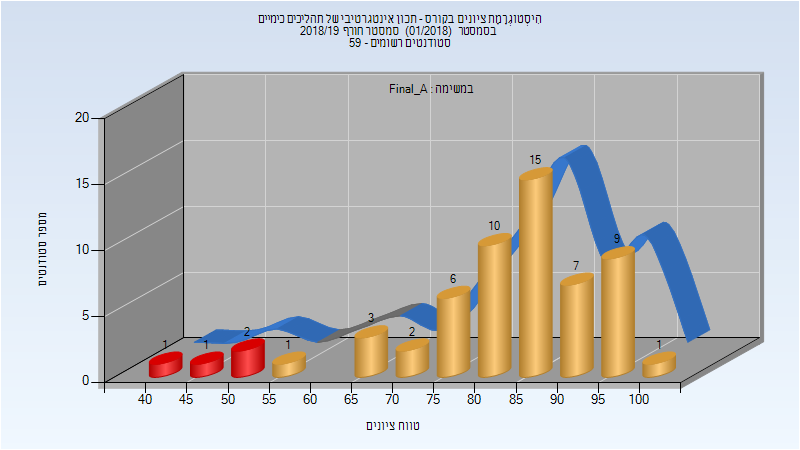 היסטוגרמת ציונים בקורס - תכון אינטגרטיבי של תהליכים כימיים
בסמסטר (01/2018) סמסטר חורף 2018/19
סטודנטים רשומים - 59
במשימה : Final_A
מספר סטודנטים
20
15
10
5
0
1
1
2
1
3
2
6
10
15
7
9
1
40 45 50 55 60 65 70 75 80 85 90 95 100
טווח ציונים